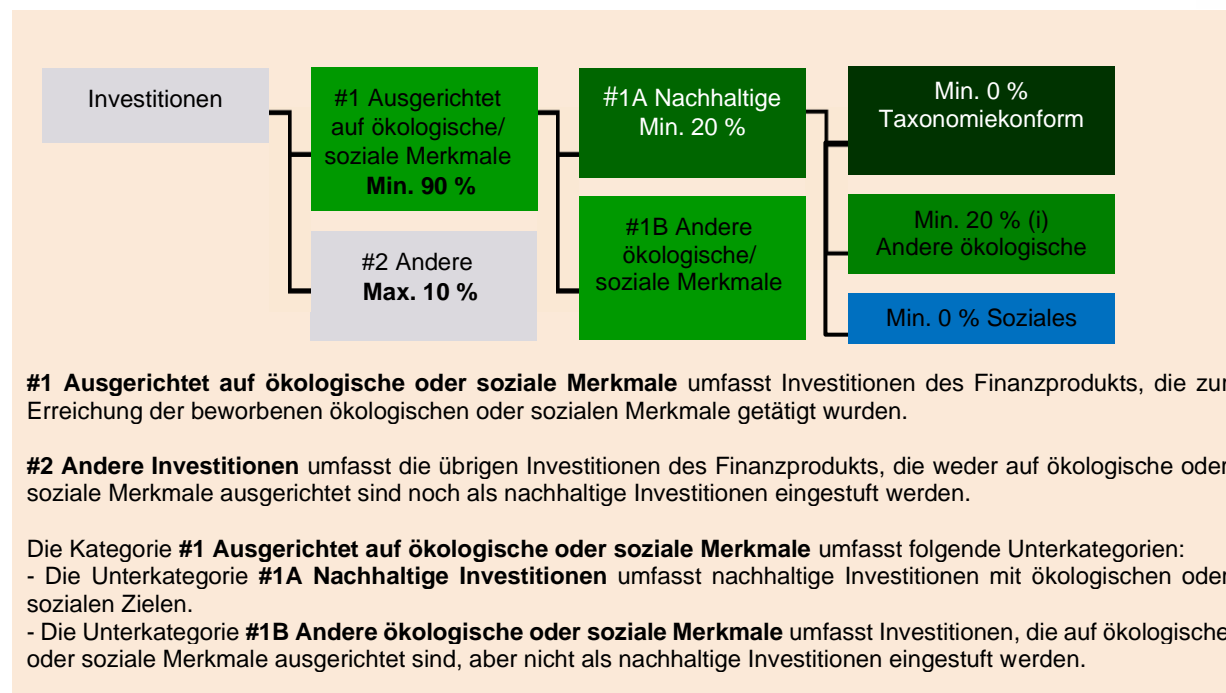 Investitionen
#1 Ausgerichtet
auf ökologische/
soziale Merkmale
Min. 90 %
#2 Andere
Max. 10 %
#1A Nachhaltige
Min. 20 %
#1B Andere
ökologische/
soziale Merkmale
Min. 0 %
Taxonomiekonform
Min. 20 % (i)
Andere ökologische
Min. 0 % Soziales
#1 Ausgerichtet auf ökologische oder soziale Merkmale umfasst Investitionen des Finanzprodukts, die zur
Erreichung der beworbenen ökologischen oder sozialen Merkmale getätigt wurden.
#2 Andere Investitionen umfasst die übrigen Investitionen des Finanzprodukts, die weder auf ökologische oder
soziale Merkmale ausgerichtet sind noch als nachhaltige Investitionen eingestuft werden.
Die Kategorie #1 Ausgerichtet auf ökologische oder soziale Merkmale umfasst folgende Unterkategorien:
- Die Unterkategorie #1A Nachhaltige Investitionen umfasst nachhaltige Investitionen mit ökologischen oder
sozialen Zielen.
- Die Unterkategorie #1B Andere ökologische oder soziale Merkmale umfasst Investitionen, die auf ökologische
oder soziale Merkmale ausgerichtet sind, aber nicht als nachhaltige Investitionen eingestuft werden.